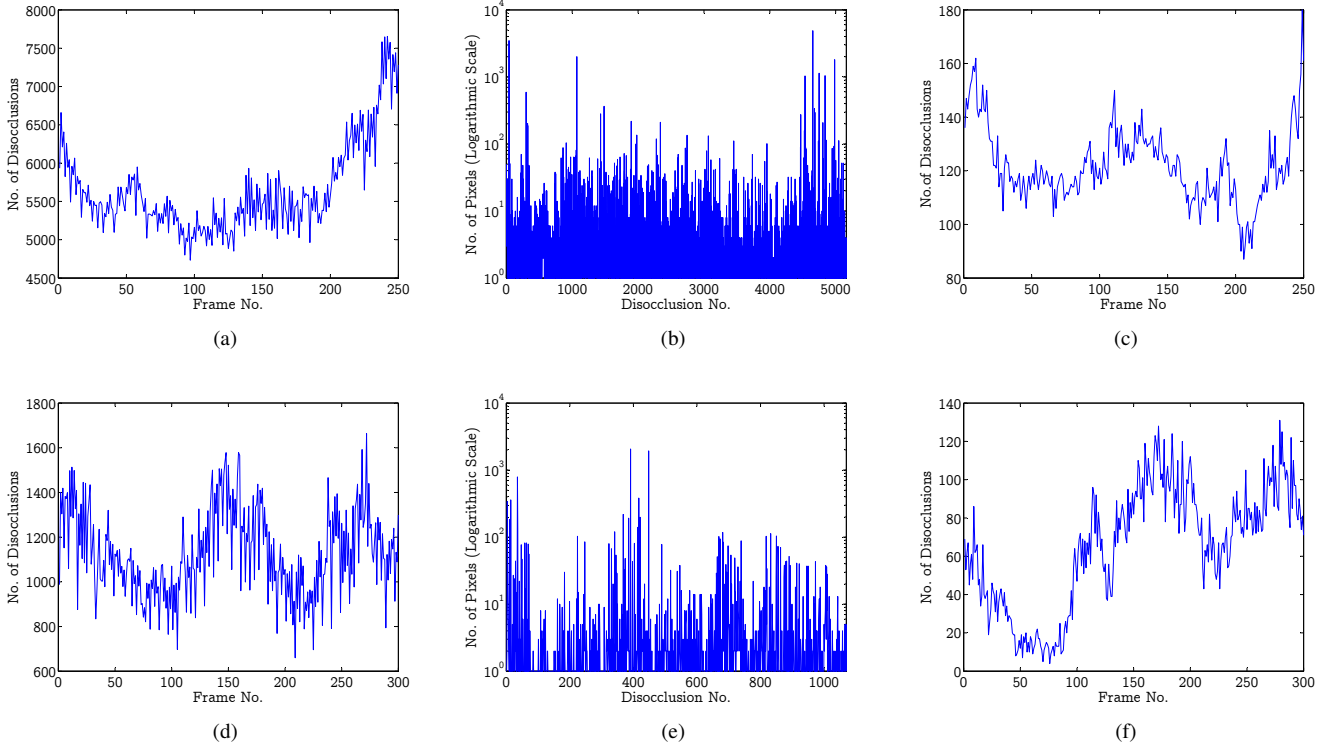 8000
7500
7000
6500
6000
5500
5000
4500
No. of Disocclusions
0 50 100 150 200 250
Frame No.
(a)
10^4
10^3
10^2
10^1
10^0
No. of Pixels (Logarithmic Scale)
0 1000 2000 3000 4000 5000
Disocclusion No.
(b)
180
160
140
120
100
80
No.of Disocclusions
0 50 100 150 200 250
Frame No
(c)
1800
1600
1400
1200
1000
800
600
No. of Disocclusions
0 50 100 150 200 250 300
Frame No.
(d)
10^4
10^3
10^2
10^1
10^0
No. of Pixels (Logarithmic Scale)
0 200 400 600 800 1000
Disocclusion No.
(e)
140
120
100
80
60
40
20
0
No. of Disocclusions
0 50 100 150 200 250 300
Frame No.
(f)